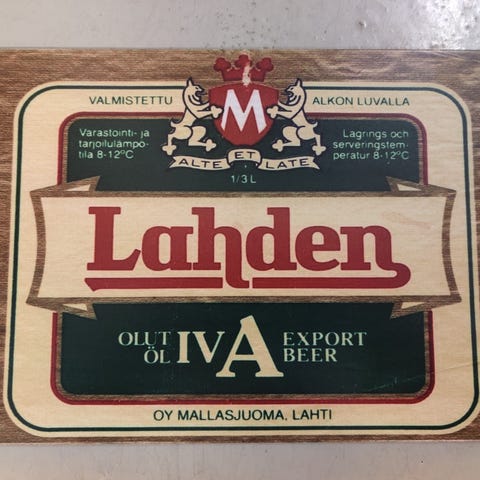 VALMISTETTU
ALKON LUVALLA
M
Varastointi- ja
tarjoilulämpö-
tila 8-12°C
Lagrings och
serveringstem-
peratur 8-12°C
ALTE ET LATE
1/3 L
Lahden
OLUT
ÖL
IVA
EXPORT
BEER
OY MALLASJUOMA, LAHTI